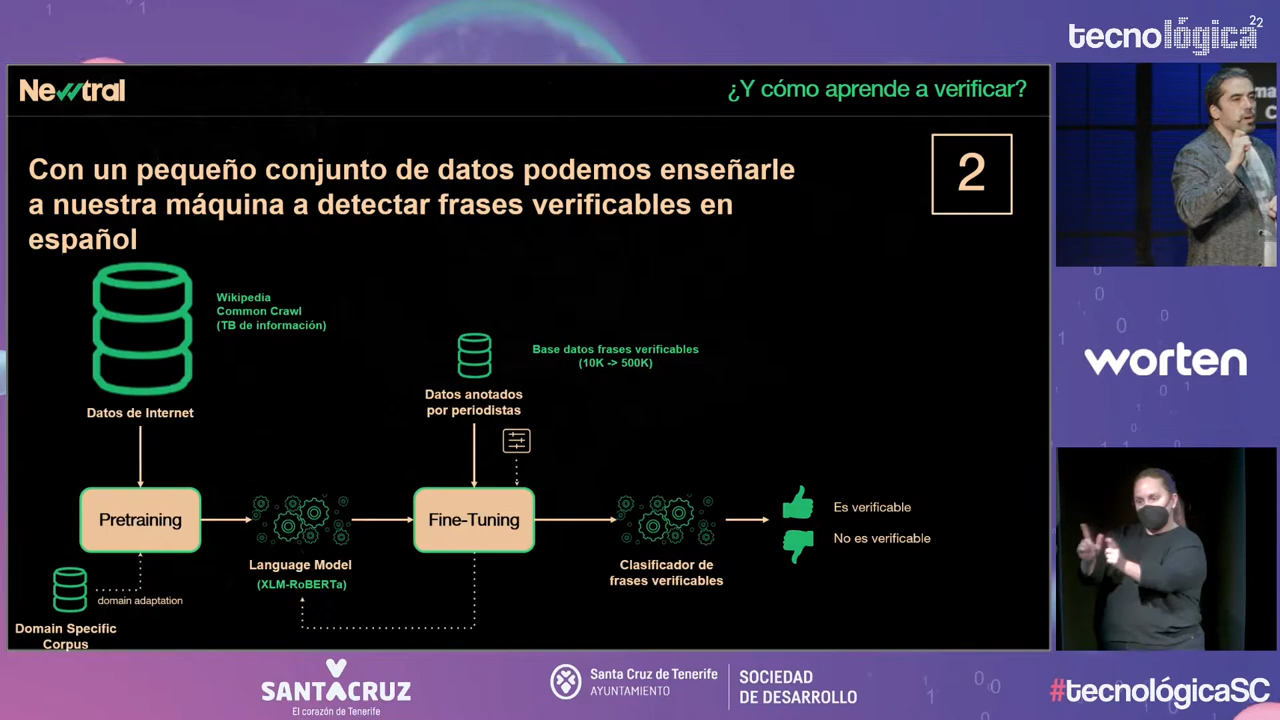 tecnológica22
Newtral
¿Y cómo aprende a verificar?
Con un pequeño conjunto de datos podemos enseñarle
a nuestra máquina a detectar frases verificables en
español
2
Wikipedia
Common Crawl
(TB de información)
Datos de Internet
Base datos frases verificables
(10K -> 500K)
Datos anotados
por periodistas
Pretraining
Language Model
(XLM-RoBERTa)
Fine-Tuning
Clasificador de
frases verificables
Es verificable
No es verificable
domain adaptation
Domain Specific
Corpus
worten
SANTACRUZ
El corazón de Tenerife
Santa Cruz de Tenerife
AYUNTAMIENTO
SOCIEDAD
DE DESARROLLO
#tecnológicaSC